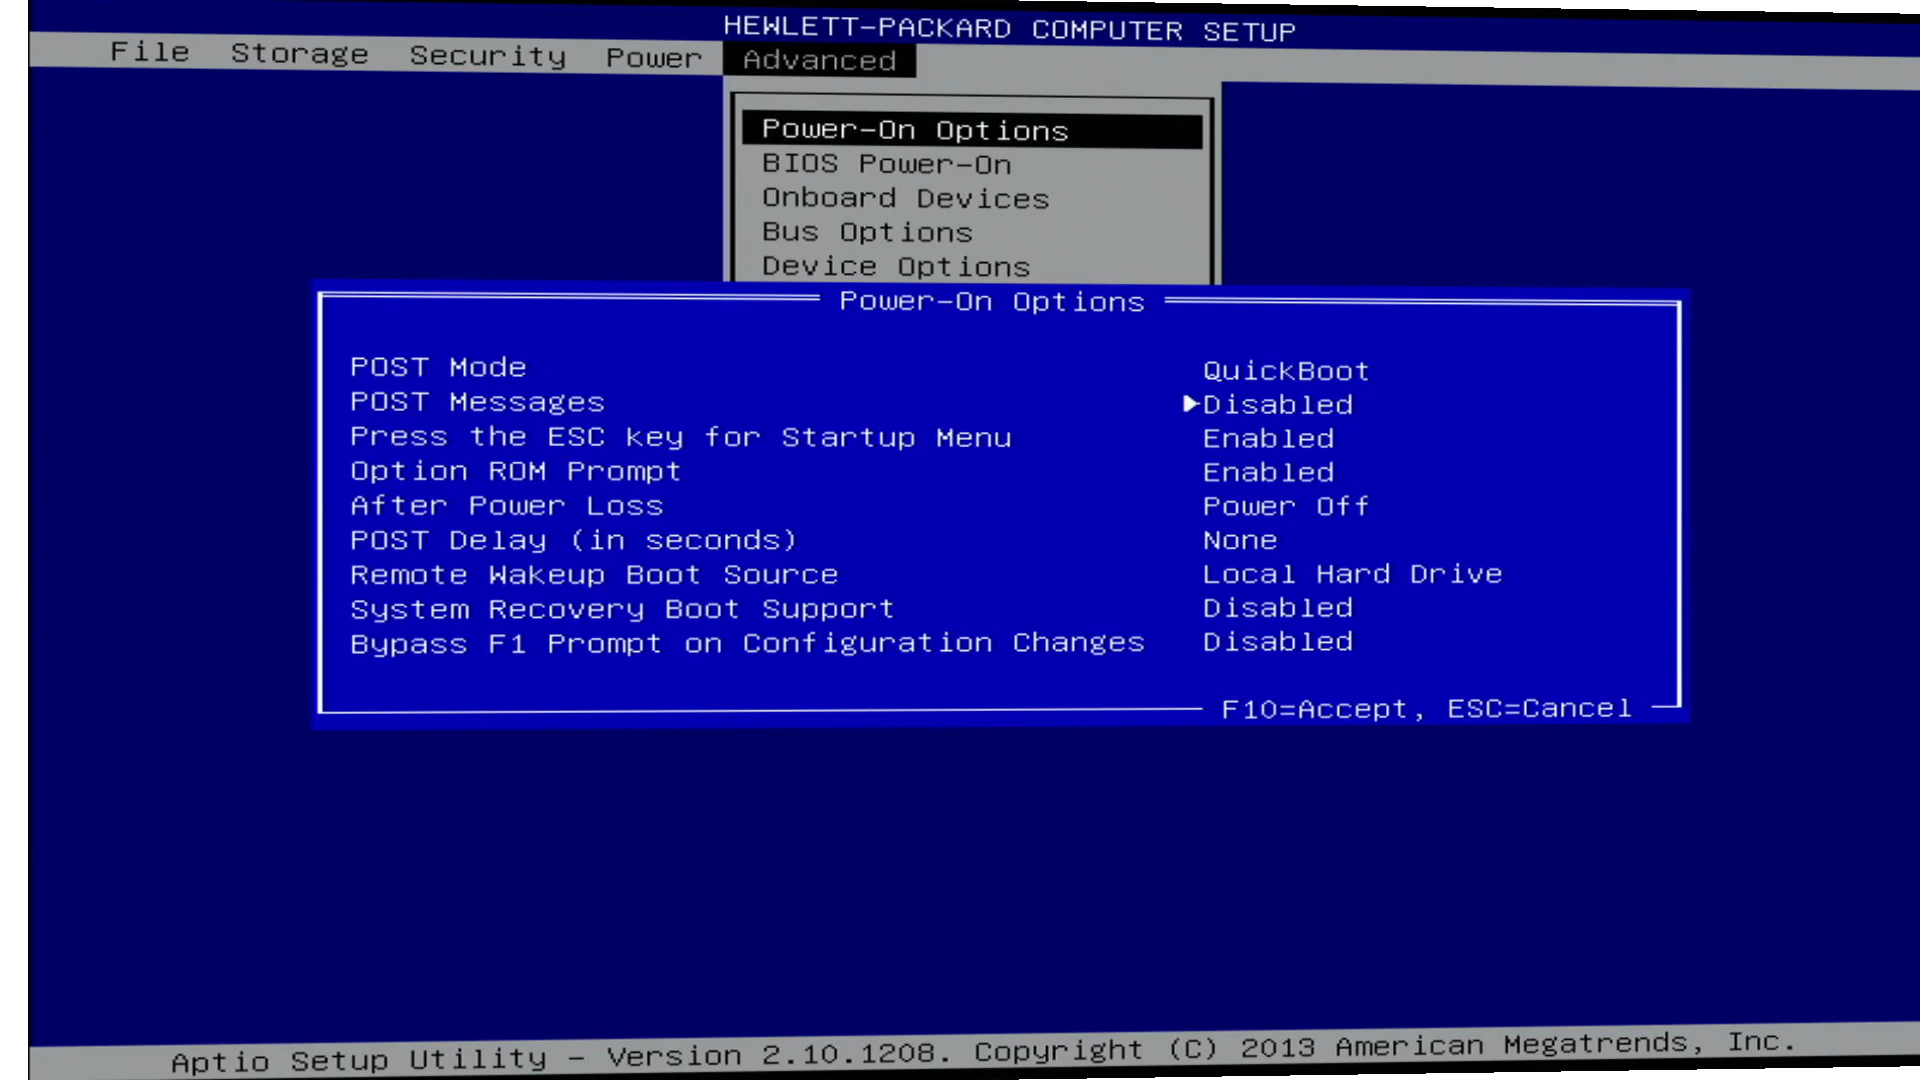 HEWLETT-PACKARD COMPUTER SETUP
File Storage Security Power Advanced
Power-On Options
BIOS Power-On
Onboard Devices
Bus Options
Device Options
Power-On Options
POST Mode QuickBoot
POST Messages ▶Disabled
Press the ESC key for Startup Menu Enabled
Option ROM Prompt Enabled
After Power Loss Power Off
POST Delay (in seconds) None
Remote Wakeup Boot Source Local Hard Drive
System Recovery Boot Support Disabled
Bypass F1 Prompt on Configuration Changes Disabled
F10=Accept, ESC=Cancel
Aptio Setup Utility - Version 2.10.1208. Copyright (C) 2013 American Megatrends, Inc.